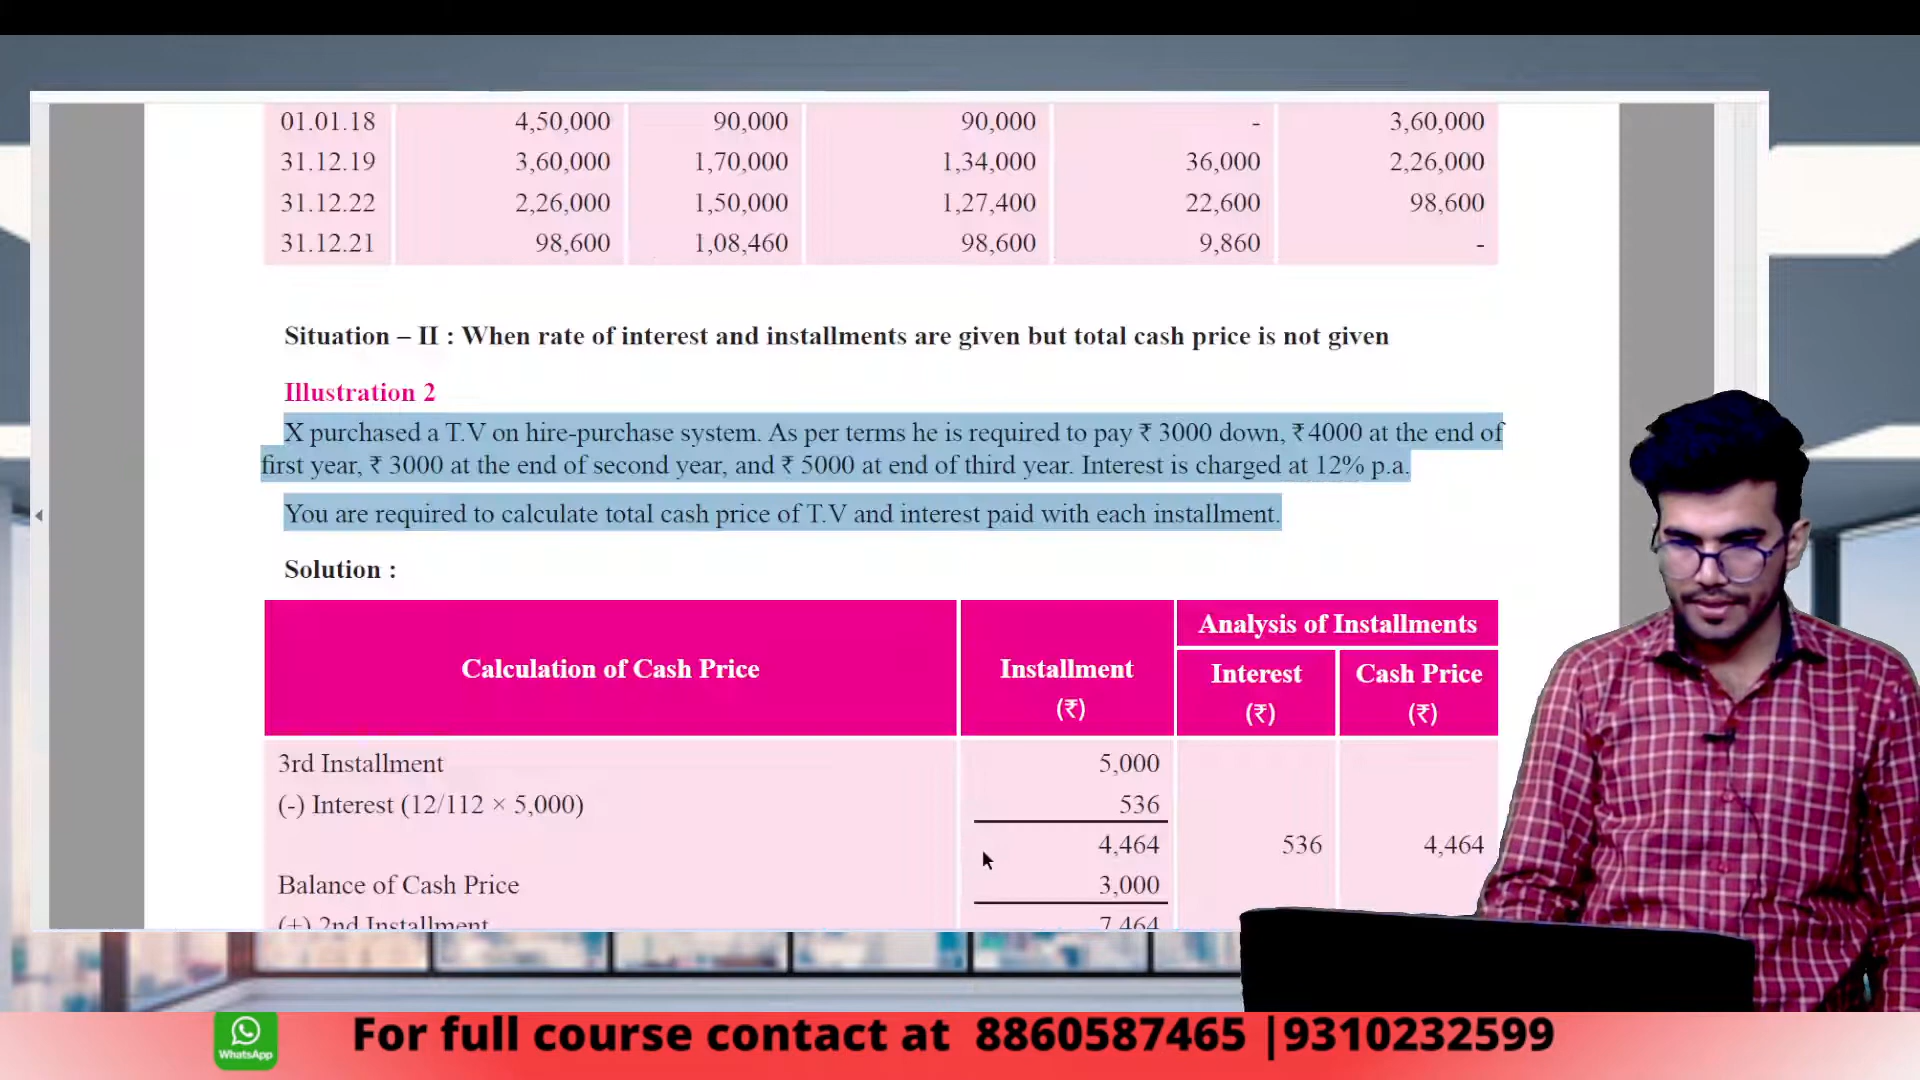 01.01.18 4,50,000 90,000 90,000 - 3,60,000
31.12.19 3,60,000 1,70,000 1,34,000 36,000 2,26,000
31.12.22 2,26,000 1,50,000 1,27,400 22,600 98,600
31.12.21 98,600 1,08,460 98,600 9,860 -
Situation – II : When rate of interest and installments are given but total cash price is not given
Illustration 2
X purchased a T.V on hire-purchase system. As per terms he is required to pay ₹ 3000 down, ₹4000 at the end of
first year, ₹ 3000 at the end of second year, and ₹ 5000 at end of third year. Interest is charged at 12% p.a.
You are required to calculate total cash price of T.V and interest paid with each installment.
Solution :
Analysis of Installments
Calculation of Cash Price Installment Interest Cash Price
(₹) (₹) (₹)
3rd Installment 5,000
(-) Interest (12/112 × 5,000) 536
4,464 536 4,464
Balance of Cash Price 3,000
(+) 2nd Installment 7,464
WhatsApp
For full course contact at 8860587465 |9310232599